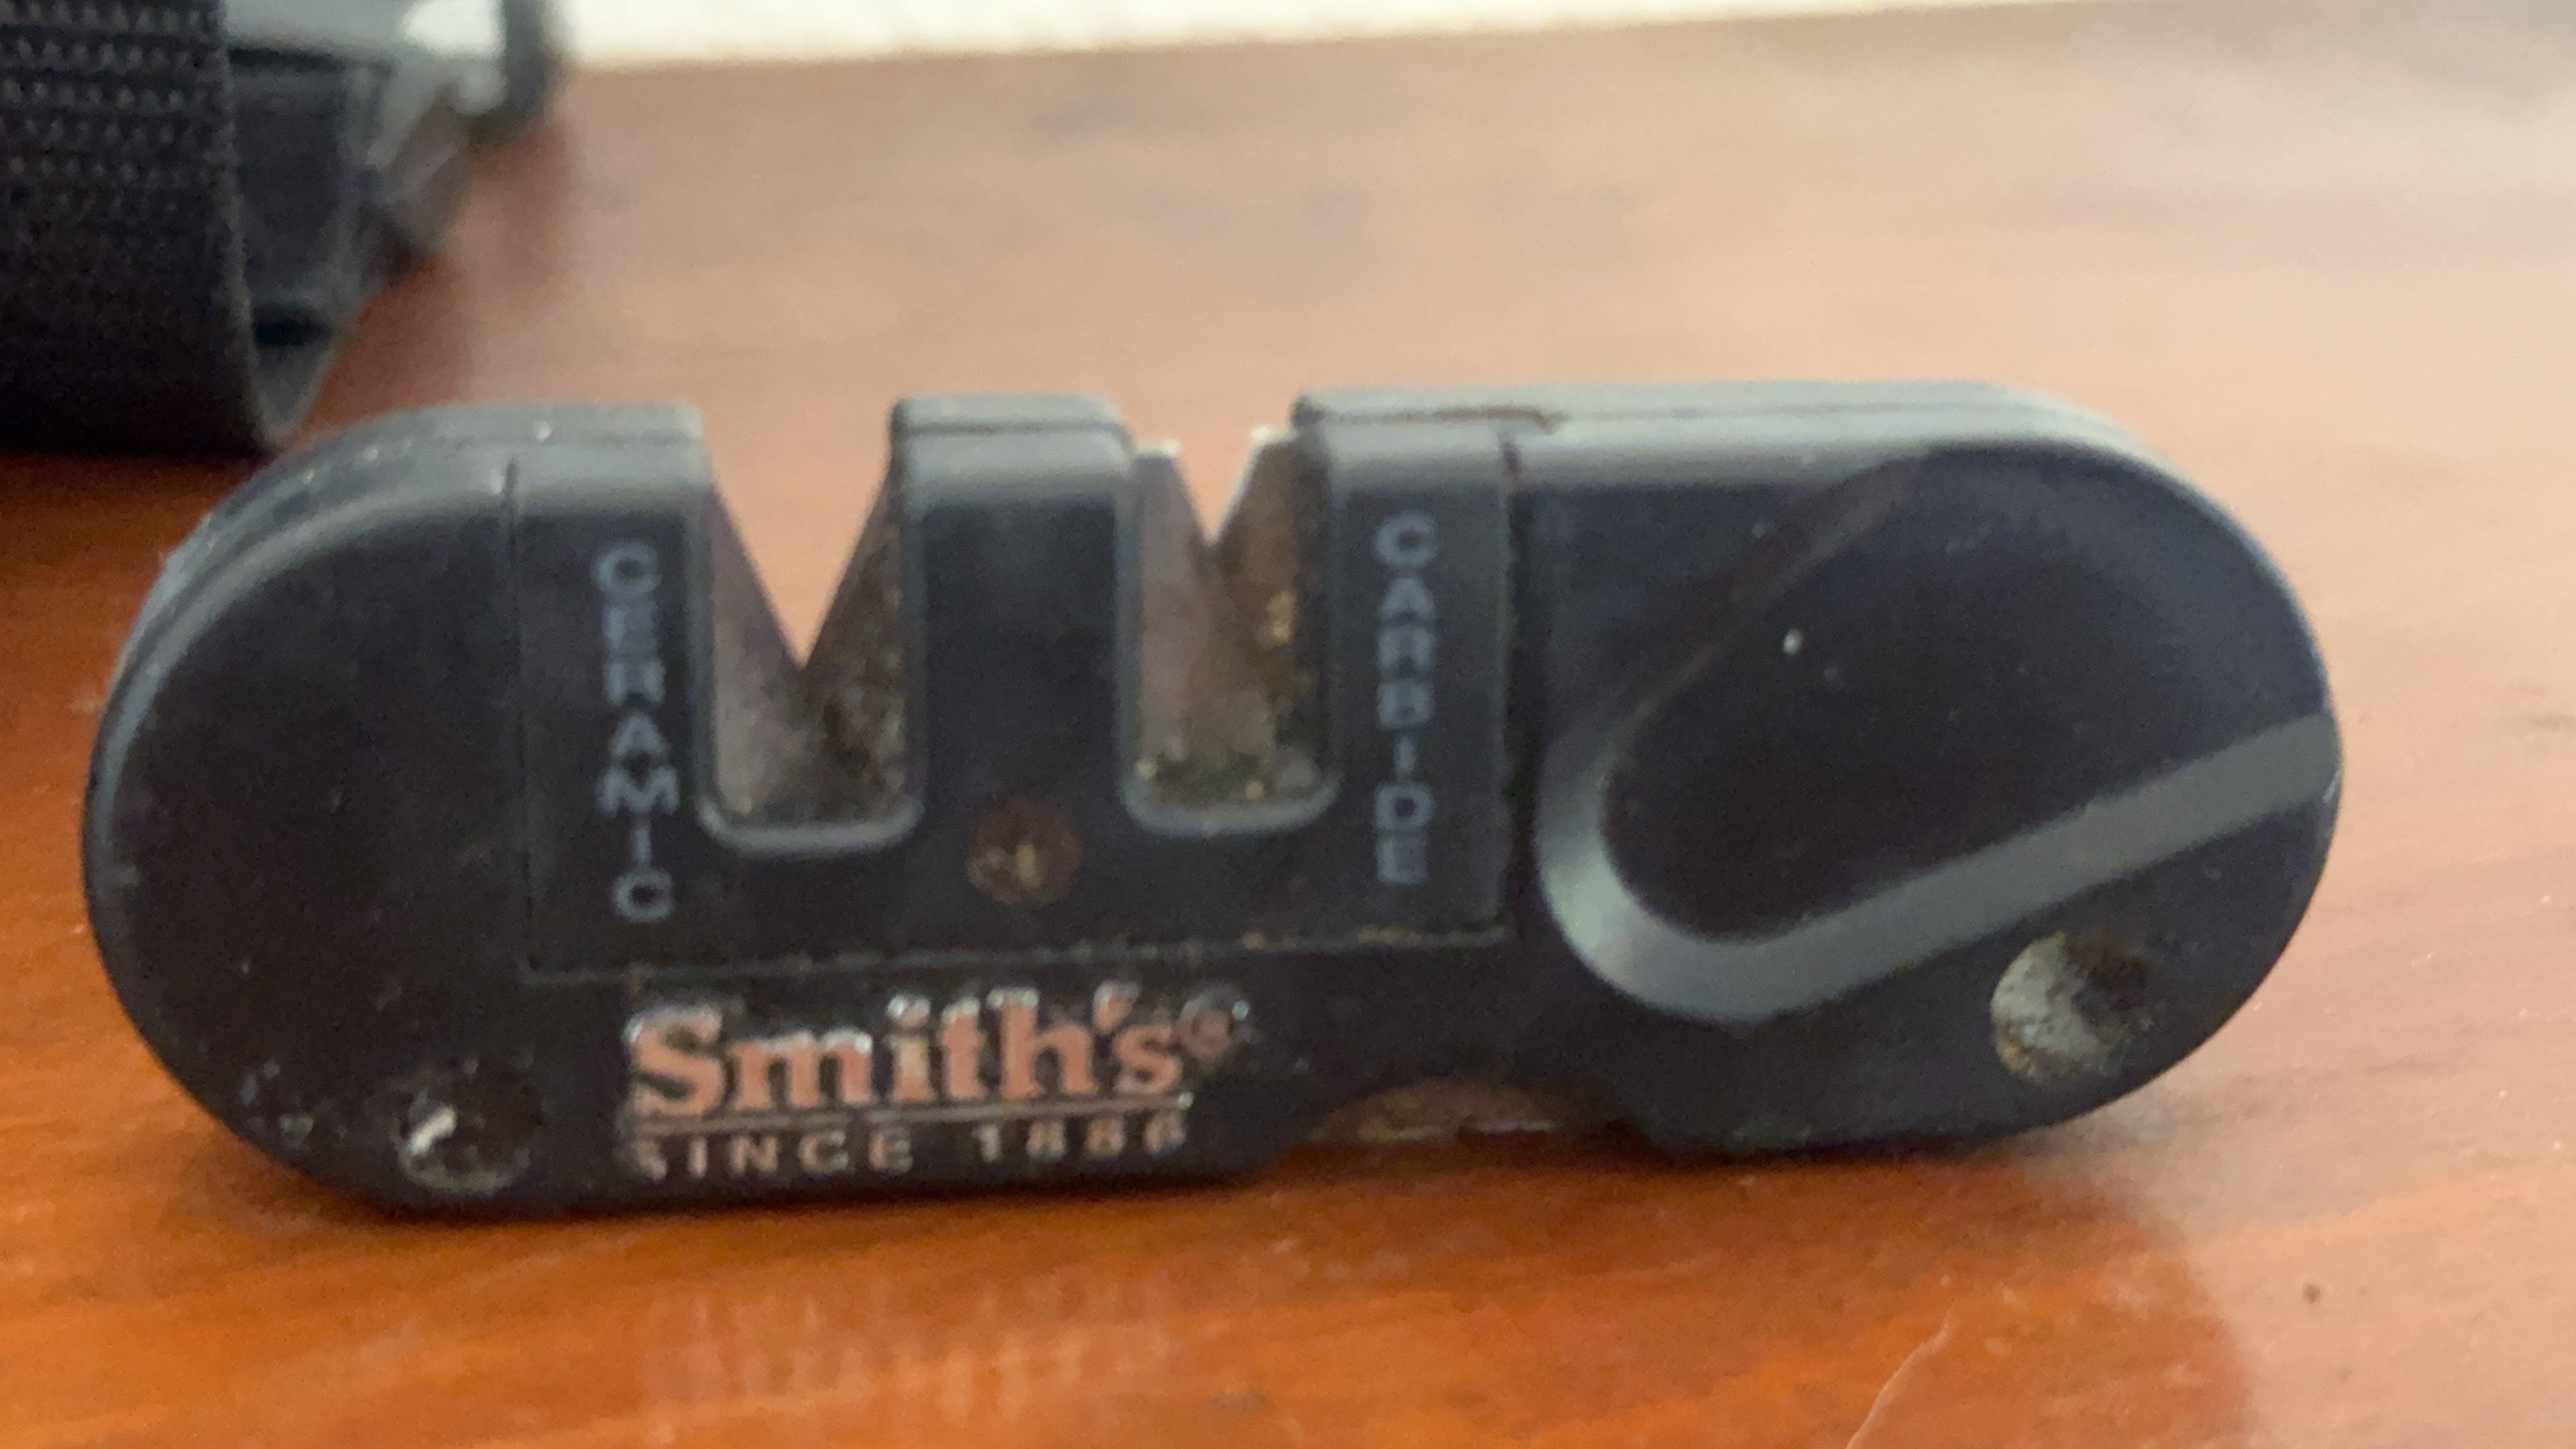 CERAMIC
CARBIDE
Smith's®
SINCE 1886